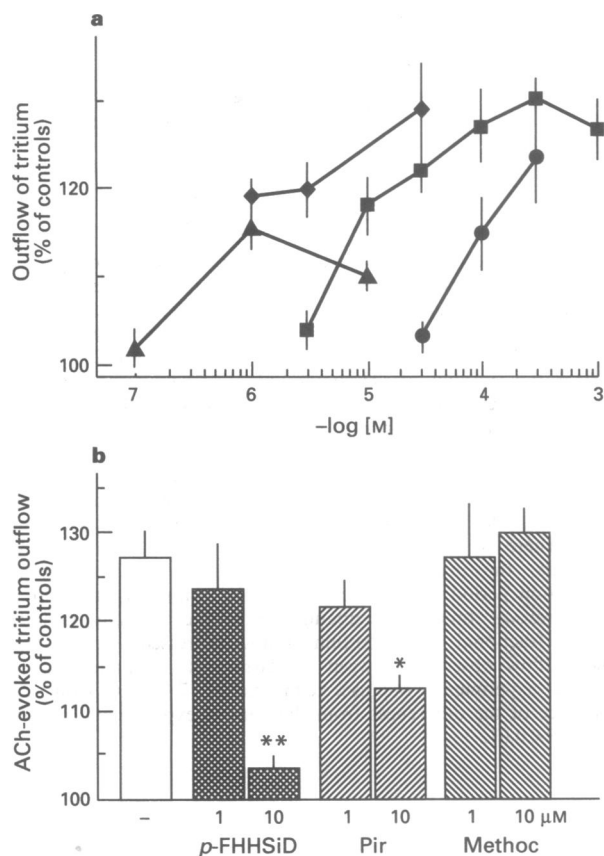 a
Outflow of tritium
(% of controls)
120
100
7 6 5 4 3
–log [M]
b
ACh-evoked tritium outflow
(% of controls)
130
120
110
100
**
*
– 1 10 1 10 1 10 μM
p-FHHSiD Pir Methoc